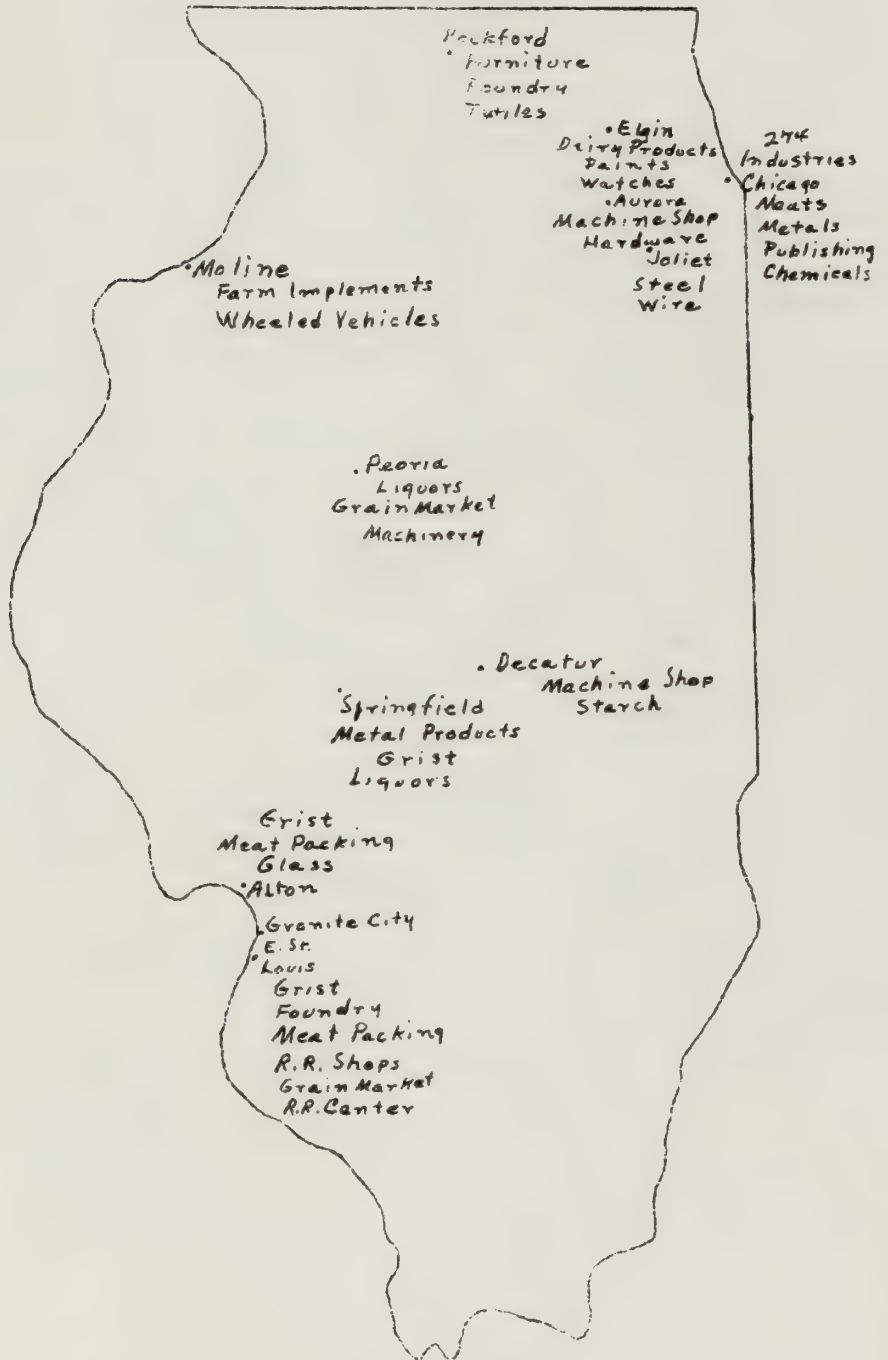 Rockford
Furniture
Foundry
Elgin
Dairy Products
Paints
Watches
Aurora
Machine Shop
Hardware
Joliet
Steel
Wire
274
Industries
Chicago
Meats
Metals
Publishing
Chemicals
Moline
Farm Implements
Wheeled Vehicles
Peoria
Liquors
Grain Market
Machinery
Decatur
Machine Shop
Starch
Springfield
Metal Products
Grist
Liquors
Grist
Meat Packing
Glass
Alton
Granite City
E. St.
Louis
Grist
Foundry
Meat Packing
R.R. Shops
Grain Market
R.R. Center